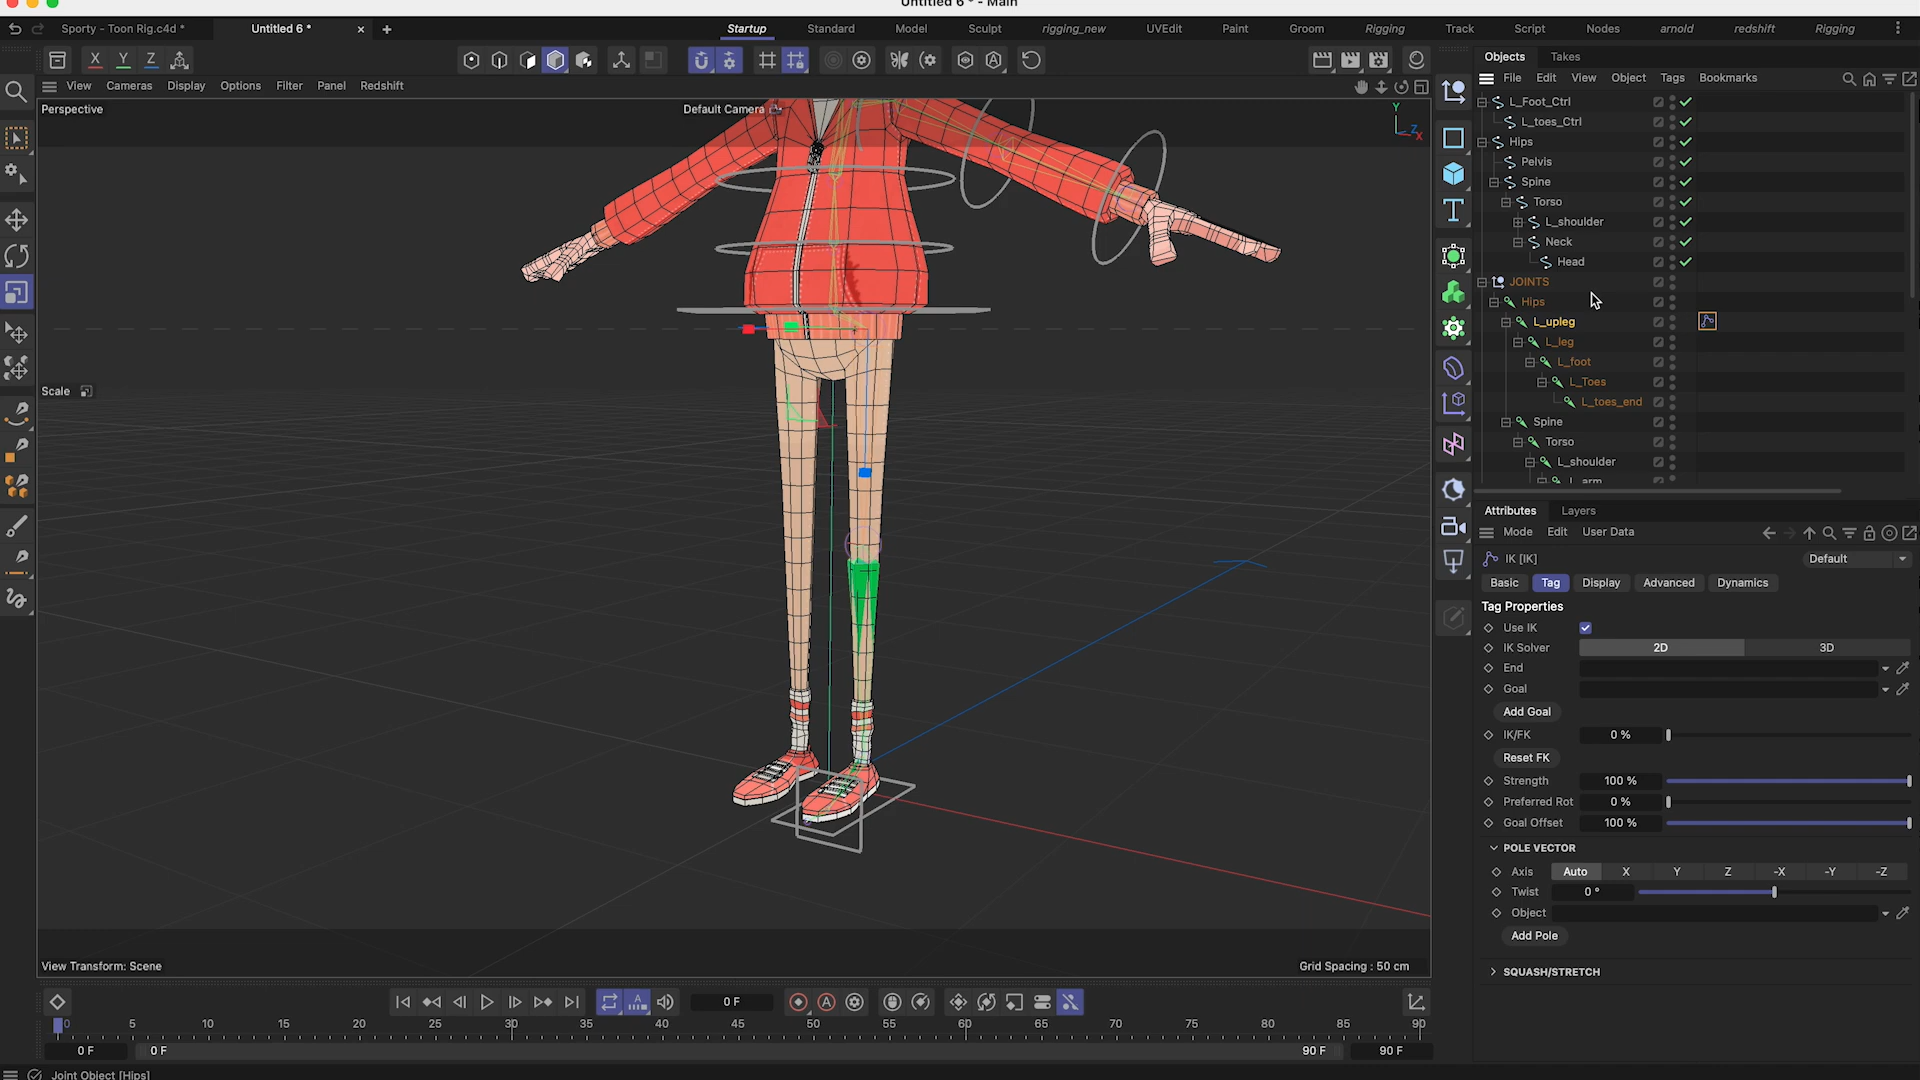 Untitled 6 * - Main
Sporty - Toon Rig.c4d *
Untitled 6 *
Startup
Standard
Model
Sculpt
rigging_new
UVEdit
Paint
Groom
Rigging
Track
Script
Nodes
arnold
redshift
Rigging
X
Y
Z
Objects
Takes
File
Edit
View
Object
Tags
Bookmarks
View
Cameras
Display
Options
Filter
Panel
Redshift
Perspective
Default Camera
Y
Z
X
L_Foot_Ctrl
L_toes_Ctrl
Hips
Pelvis
Spine
Torso
L_shoulder
Neck
Head
JOINTS
Hips
L_upleg
L_leg
L_foot
L_Toes
L_toes_end
Spine
Torso
L_shoulder
L_arm
Scale
Attributes
Layers
Mode
Edit
User Data
IK [IK]
Default
Basic
Tag
Display
Advanced
Dynamics
Tag Properties
Use IK
IK Solver
2D
3D
End
Goal
Add Goal
IK/FK
0 %
Reset FK
Strength
100 %
Preferred Rot
0 %
Goal Offset
100 %
POLE VECTOR
Axis
Auto
X
Y
Z
-X
-Y
-Z
Twist
0 °
Object
Add Pole
SQUASH/STRETCH
View Transform: Scene
Grid Spacing : 50 cm
0 F
0
5
10
15
20
25
30
35
40
45
50
55
60
65
70
75
80
85
90
0 F
0 F
90 F
90 F
Joint Object [Hips]